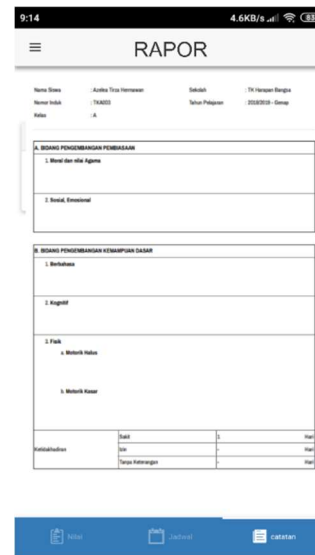 9:14 4.6KB/s 83
RAPOR
Nama Siswa : Azelea Tirza Hermawan Sekolah : TK Harapan Bangsa
Nomor Induk : TKA003 Tahun Pelajaran : 2018/2019 - Genap
Kelas : A
A. BIDANG PENGEMBANGAN PEMBIASAAN
1. Moral dan nilai Agama
2. Sosial, Emosional
B. BIDANG PENGEMBANGAN KEMAMPUAN DASAR
1. Berbahasa
2. Kognitif
3. Fisik
a. Motorik Halus
b. Motorik Kasar
Ketidakhadiran Sakit 1 Hari
Izin - Hari
Tanpa Keterangan - Hari
Nilai Jadwal catatan